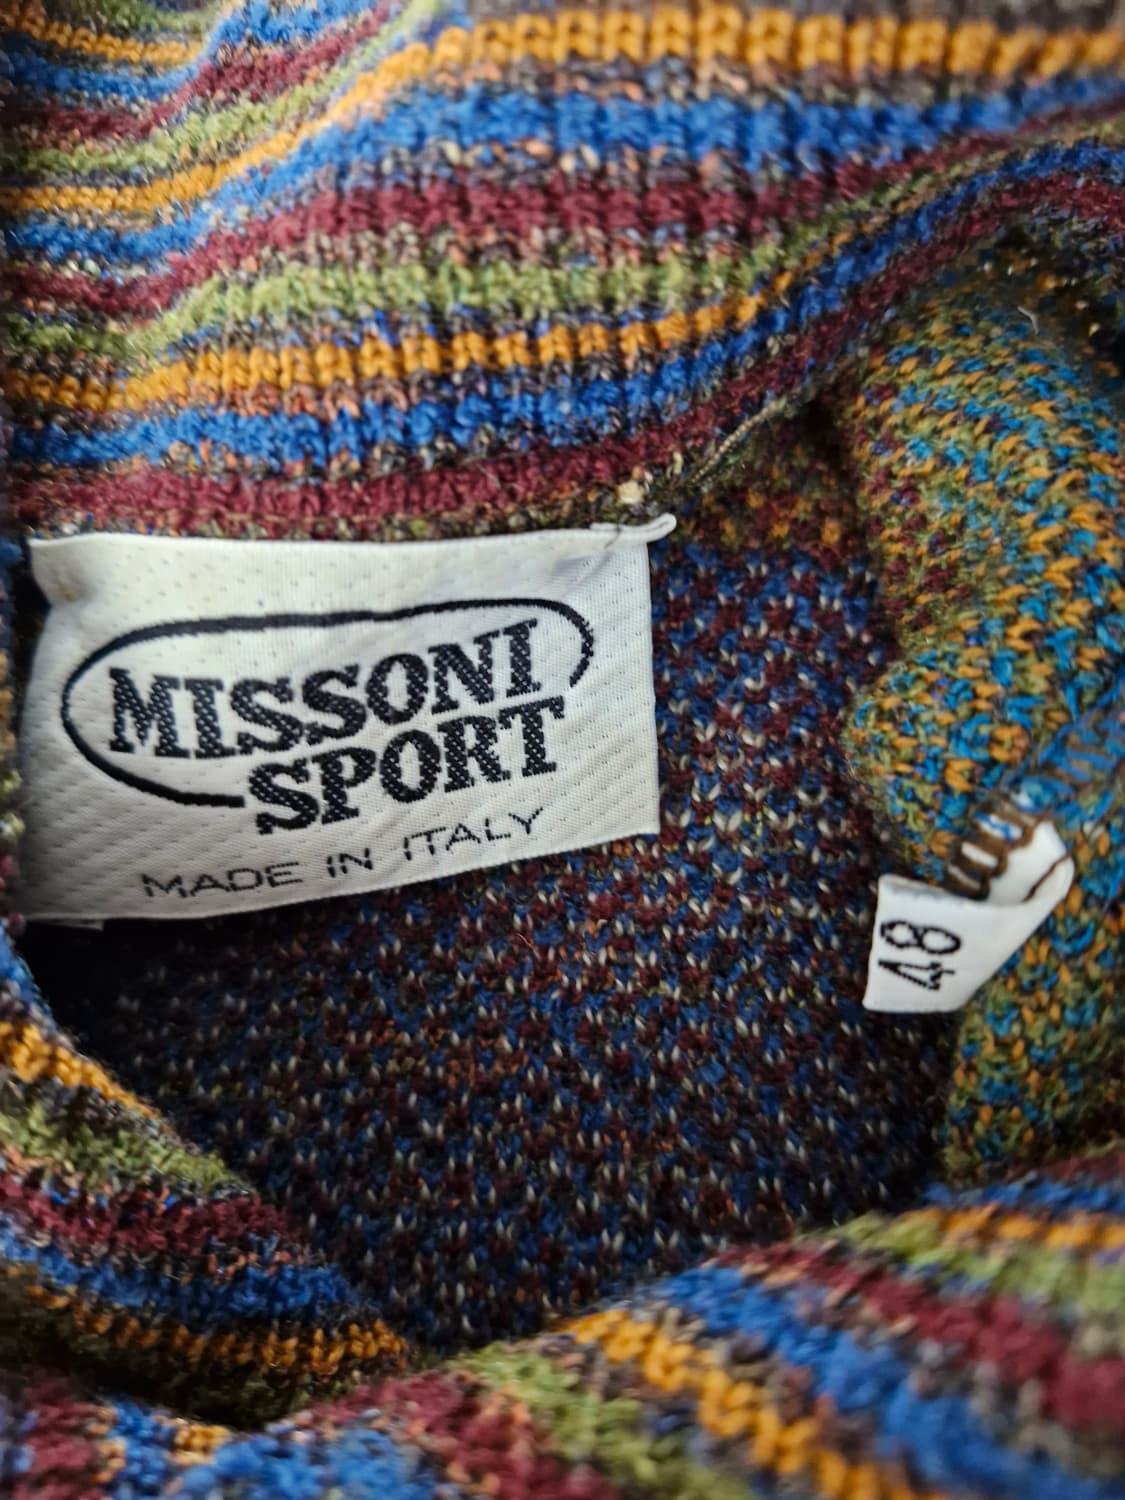 MISSONI
SPORT
MADE IN ITALY
48